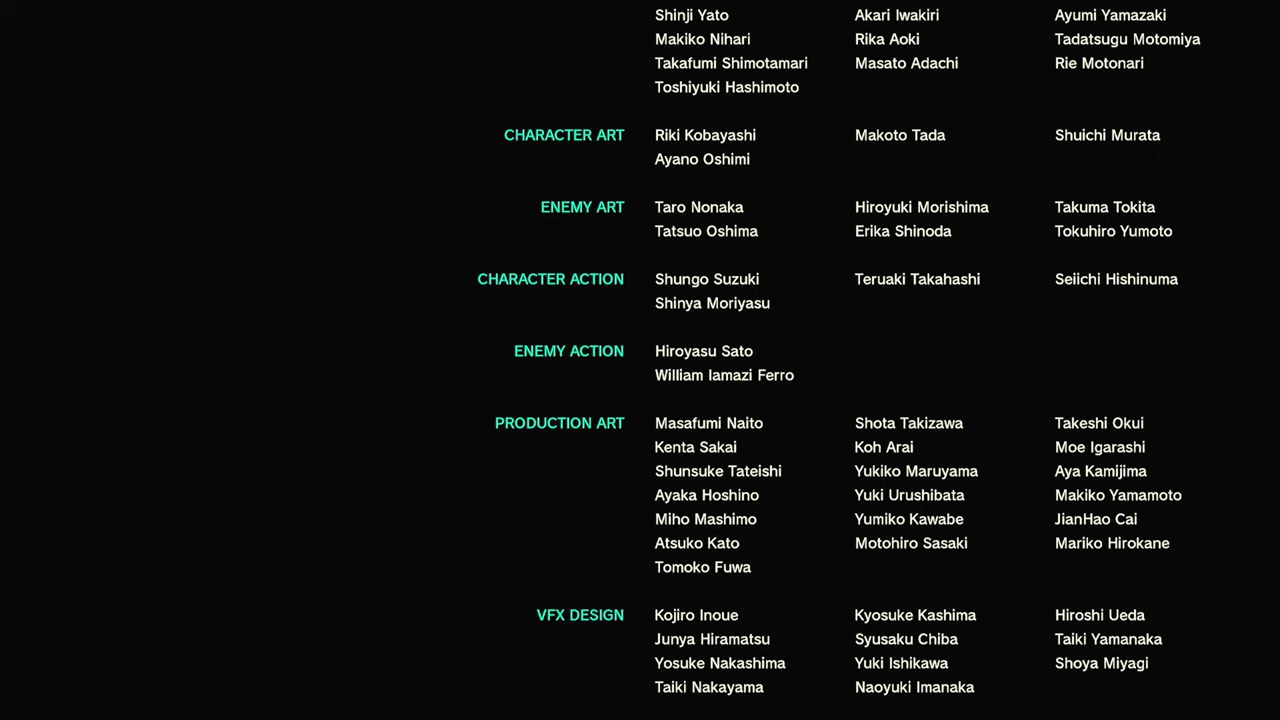 Shinji Yato Akari Iwakiri Ayumi Yamazaki
Makiko Nihari Rika Aoki Tadatsugu Motomiya
Takafumi Shimotamari Masato Adachi Rie Motonari
Toshiyuki Hashimoto
CHARACTER ART Riki Kobayashi Makoto Tada Shuichi Murata
Ayano Oshimi
ENEMY ART Taro Nonaka Hiroyuki Morishima Takuma Tokita
Tatsuo Oshima Erika Shinoda Tokuhiro Yumoto
CHARACTER ACTION Shungo Suzuki Teruaki Takahashi Seiichi Hishinuma
Shinya Moriyasu
ENEMY ACTION Hiroyasu Sato
William Iamazi Ferro
PRODUCTION ART Masafumi Naito Shota Takizawa Takeshi Okui
Kenta Sakai Koh Arai Moe Igarashi
Shunsuke Tateishi Yukiko Maruyama Aya Kamijima
Ayaka Hoshino Yuki Urushibata Makiko Yamamoto
Miho Mashimo Yumiko Kawabe JianHao Cai
Atsuko Kato Motohiro Sasaki Mariko Hirokane
Tomoko Fuwa
VFX DESIGN Kojiro Inoue Kyosuke Kashima Hiroshi Ueda
Junya Hiramatsu Syusaku Chiba Taiki Yamanaka
Yosuke Nakashima Yuki Ishikawa Shoya Miyagi
Taiki Nakayama Naoyuki Imanaka